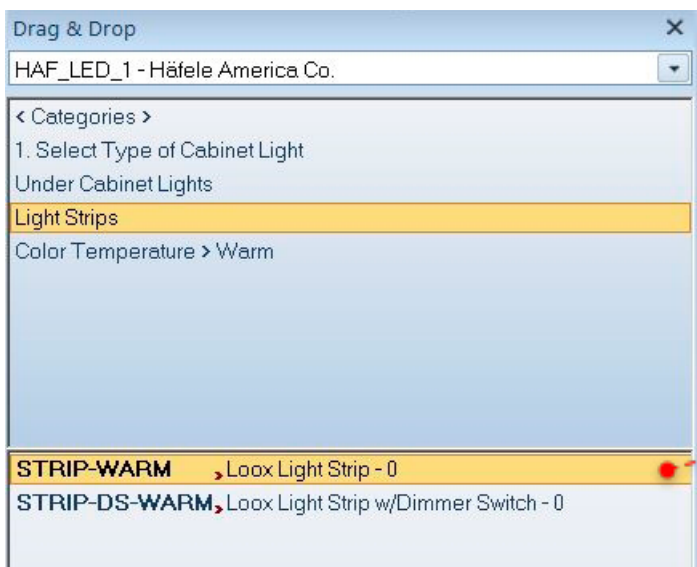 Drag & Drop
HAF_LED_1 - Häfele America Co.
< Categories >
1. Select Type of Cabinet Light
Under Cabinet Lights
Light Strips
Color Temperature > Warm
STRIP-WARM , Loox Light Strip - 0
STRIP-DS-WARM, Loox Light Strip w/Dimmer Switch - 0